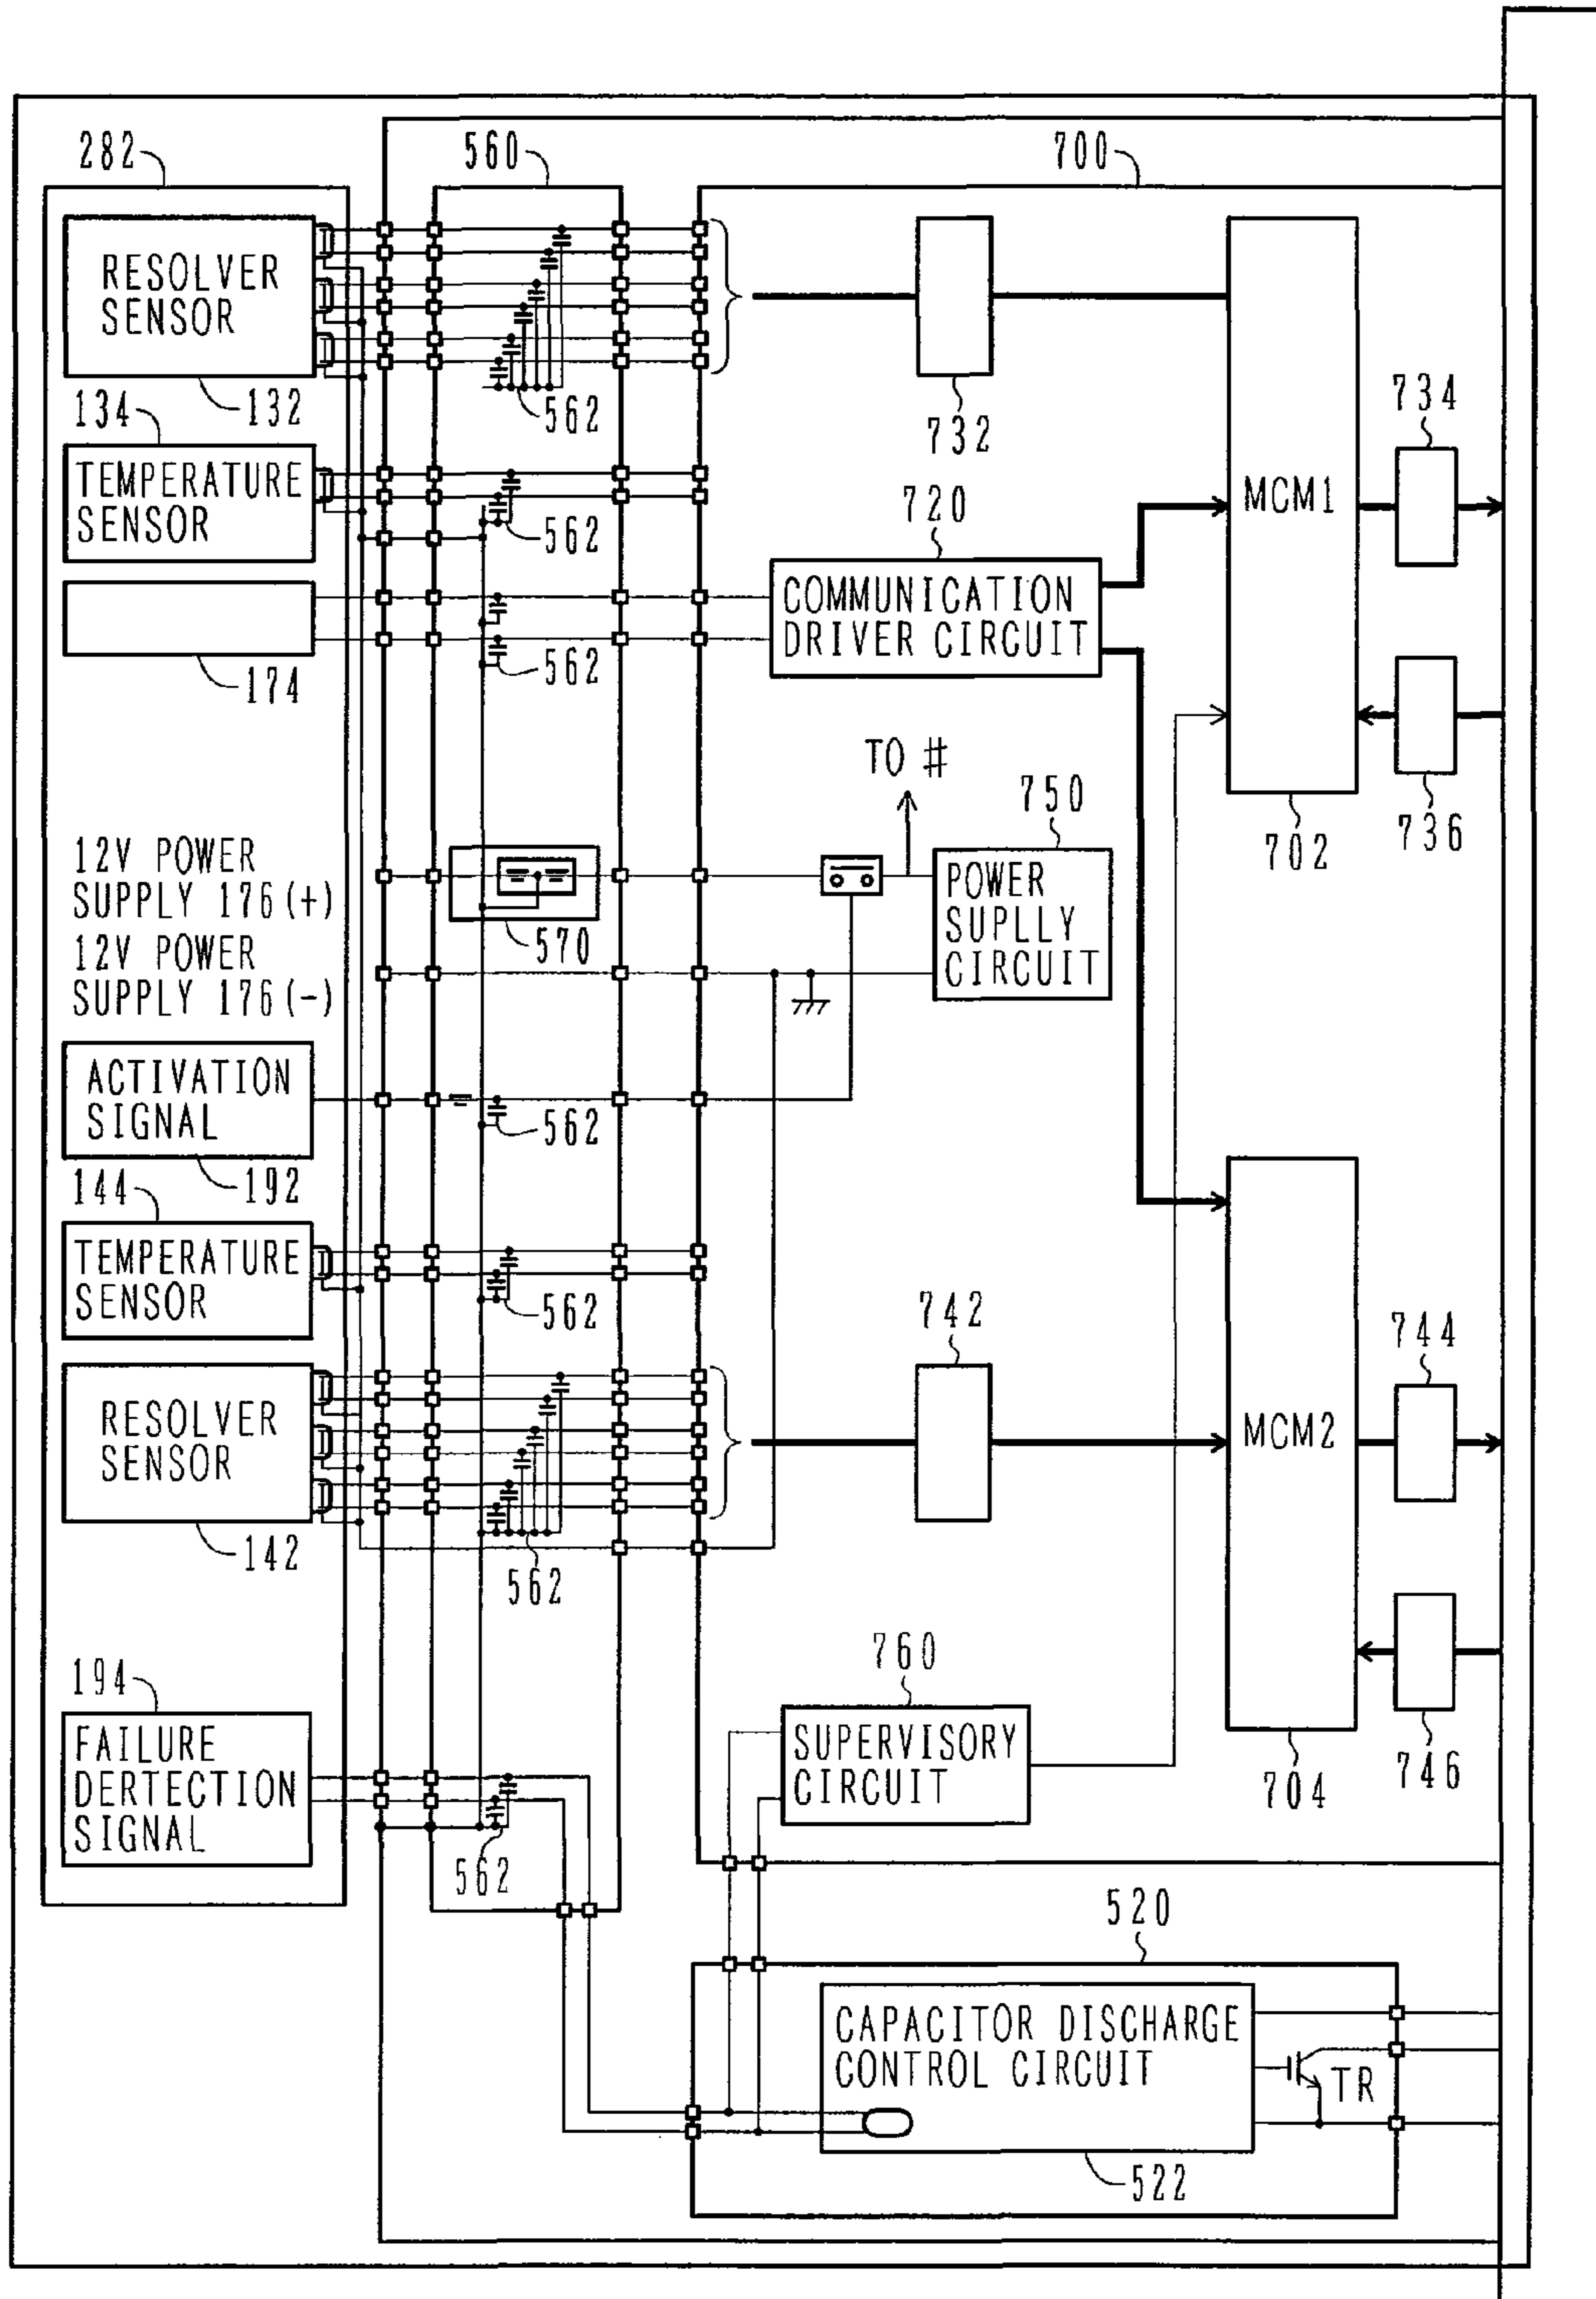 282
560
700
RESOLVER
SENSOR
132
562
732
734
134
TEMPERATURE
SENSOR
562
720
MCM1
COMMUNICATION
DRIVER CIRCUIT
174
562
TO #
750
736
702
12V POWER
SUPPLY 176(+)
12V POWER
SUPPLY 176(-)
570
POWER
SUPLLY
CIRCUIT
ACTIVATION
SIGNAL
192
562
144
TEMPERATURE
SENSOR
562
742
744
RESOLVER
SENSOR
142
562
MCM2
760
194
FAILURE
DERTECTION
SIGNAL
562
SUPERVISORY
CIRCUIT
704
746
520
CAPACITOR DISCHARGE
CONTROL CIRCUIT
TR
522